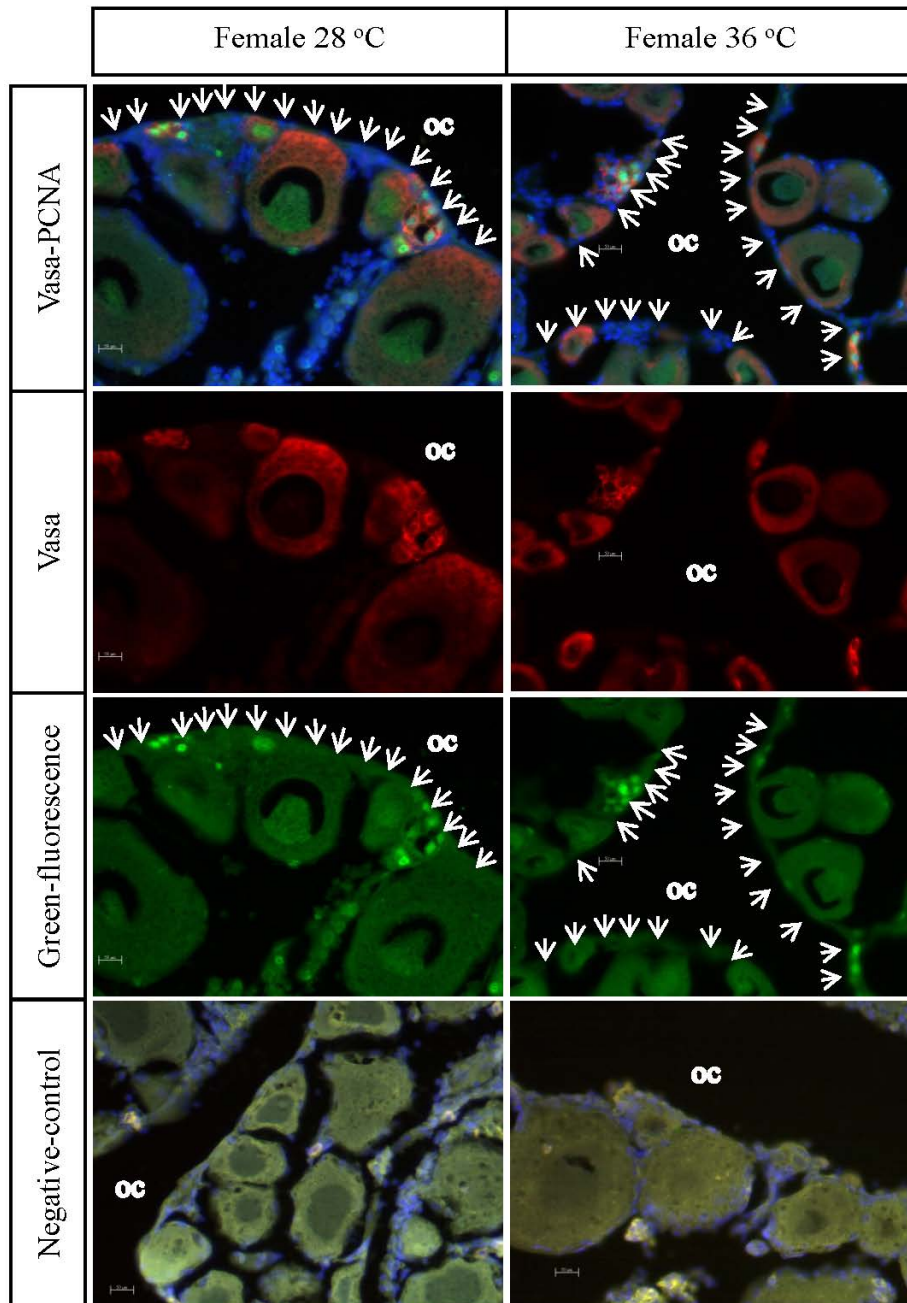 Female 28 °C
Female 36 °C
Vasa-PCNA
oc
oc
Vasa
oc
oc
Green-fluorescence
oc
oc
Negative-control
oc
oc